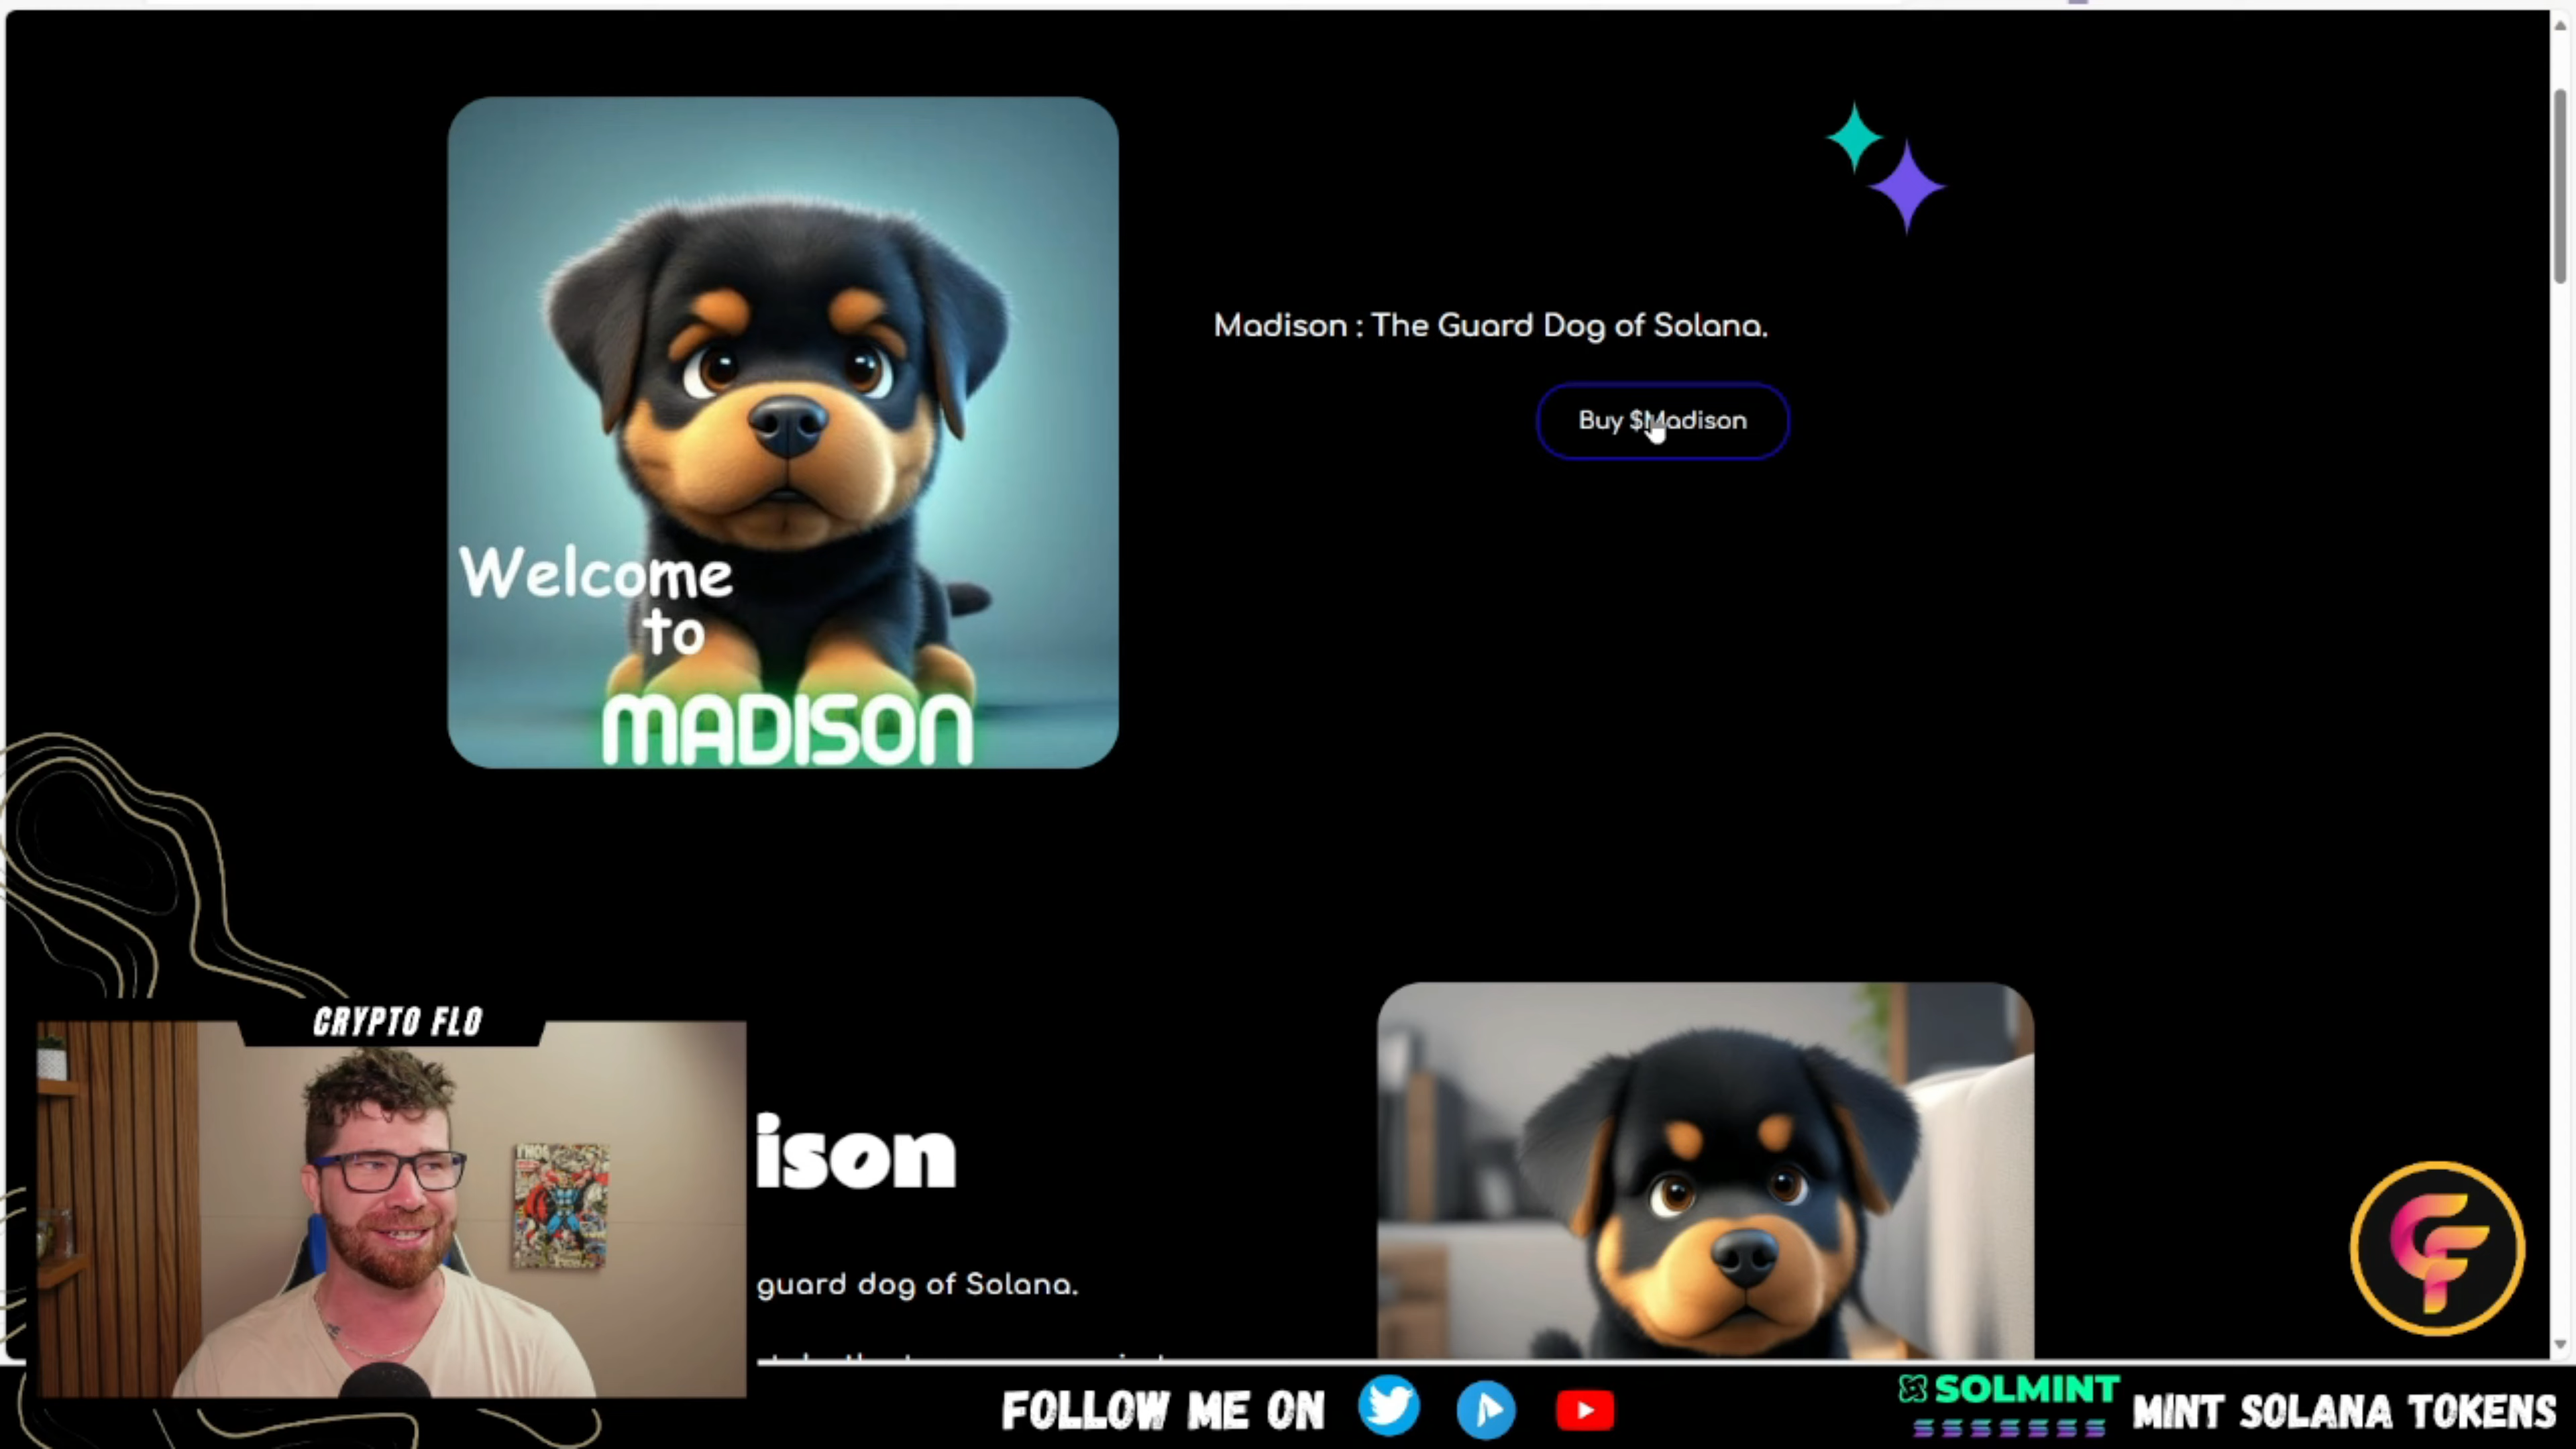 Welcome
to
MADISON
Madison : The Guard Dog of Solana.
Buy $Madison
CRYPTO FLO
ison
guard dog of Solana.
FOLLOW ME ON
SOLMINT
MINT SOLANA TOKENS